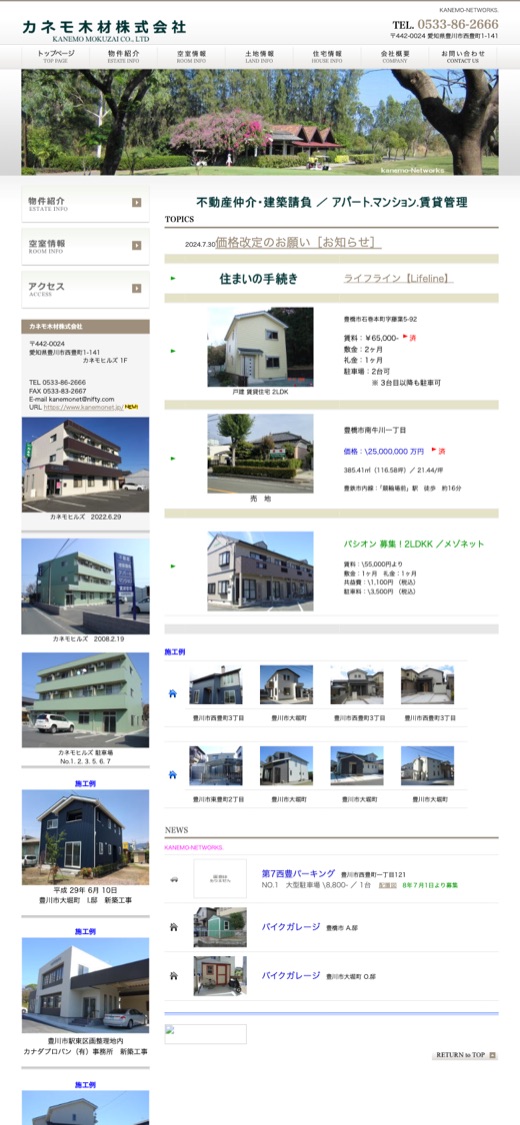 KANEMO-NETWORKS.
カネモ木材株式会社
KANEMO MOKUZAI CO., LTD
TEL. 0533-86-2666
〒442-0024 愛知県豊川市西豊町1-141
トップページ 物件紹介 空室情報 土地情報 住宅情報 会社概要 お問い合わせ
TOP PAGE ESTATE INFO ROOM INFO LAND INFO HOUSE INFO COMPANY CONTACT US
kanemo-Networks
物件紹介
ESTATE INFO
空室情報
ROOM INFO
アクセス
ACCESS
カネモ木材株式会社
〒442-0024
愛知県豊川市西豊町1-141
カネモヒルズ 1F
TEL 0533-86-2666
FAX 0533-83-2667
E-mail kanemonet@nifty.com
URL https://www.kanemonet.jp/ NEW!
カネモヒルズ 2022.6.29
カネモヒルズ 2008.2.19
カネモヒルズ 駐車場
No.1. 2. 3. 5. 6. 7
施工例
平成 29年 6月 10日
豊川市大堀町 I.邸 新築工事
施工例
豊川市駅東区画整理地内
カナダプロパン（有）事務所 新築工事
施工例
不動産仲介・建築請負 ／ アパート.マンション.賃貸管理
TOPICS
2024.7.30価格改定のお願い［お知らせ］
住まいの手続き ライフライン【Lifeline】
戸建 賃貸住宅 2LDK
豊橋市石巻本町字藤葉5-92
賃料：￥65,000- 済
敷金：2ヶ月
礼金：1ヶ月
駐車場：2台可
※ 3台目以降も駐車可
売 地
豊橋市南牛川一丁目
価格：\25,000,000 万円 済
385.41㎡（116.58坪）／ 21.44/坪
豊鉄市内線：「競輪場前」駅 徒歩 約16分
パシオン 募集！2LDKK ／メゾネット
賃料：\55,000円より
敷金：1ヶ月 礼金：1ヶ月
共益費：\1,100円 （税込）
駐車料：\3,500円 （税込）
施工例
豊川市西豊町3丁目 豊川市大堀町 豊川市西豊町3丁目 豊川市西豊町3丁目
豊川市東豊町2丁目 豊川市大堀町 豊川市大堀町 豊川市大堀町
NEWS
KANEMO-NETWORKS.
第7西豊パーキング 豊川市西豊町一丁目121
NO.1 大型駐車場 \6,800- ／ 1台 配置図 8年７月1日より募集
バイクガレージ 豊橋市 A.邸
バイクガレージ 豊川市大堀町 O.邸
RETURN to TOP